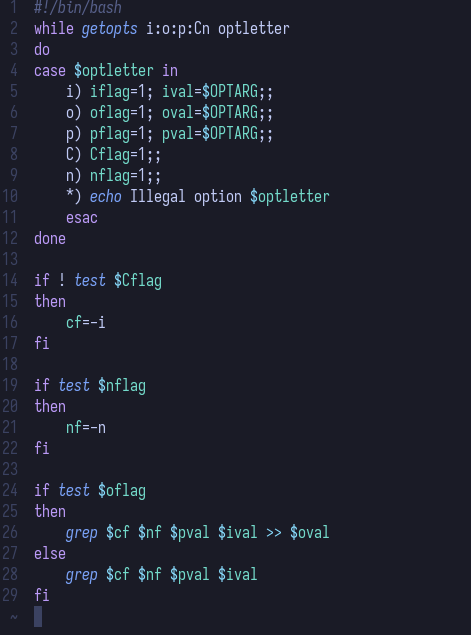 1 #!/bin/bash
2 while getopts i:o:p:Cn optletter
3 do
4 case $optletter in
5     i) iflag=1; ival=$OPTARG;;
6     o) oflag=1; oval=$OPTARG;;
7     p) pflag=1; pval=$OPTARG;;
8     C) Cflag=1;;
9     n) nflag=1;;
10     *) echo Illegal option $optletter
11     esac
12 done
13
14 if ! test $Cflag
15 then
16     cf=-i
17 fi
18
19 if test $nflag
20 then
21     nf=-n
22 fi
23
24 if test $oflag
25 then
26     grep $cf $nf $pval $ival >> $oval
27 else
28     grep $cf $nf $pval $ival
29 fi
~